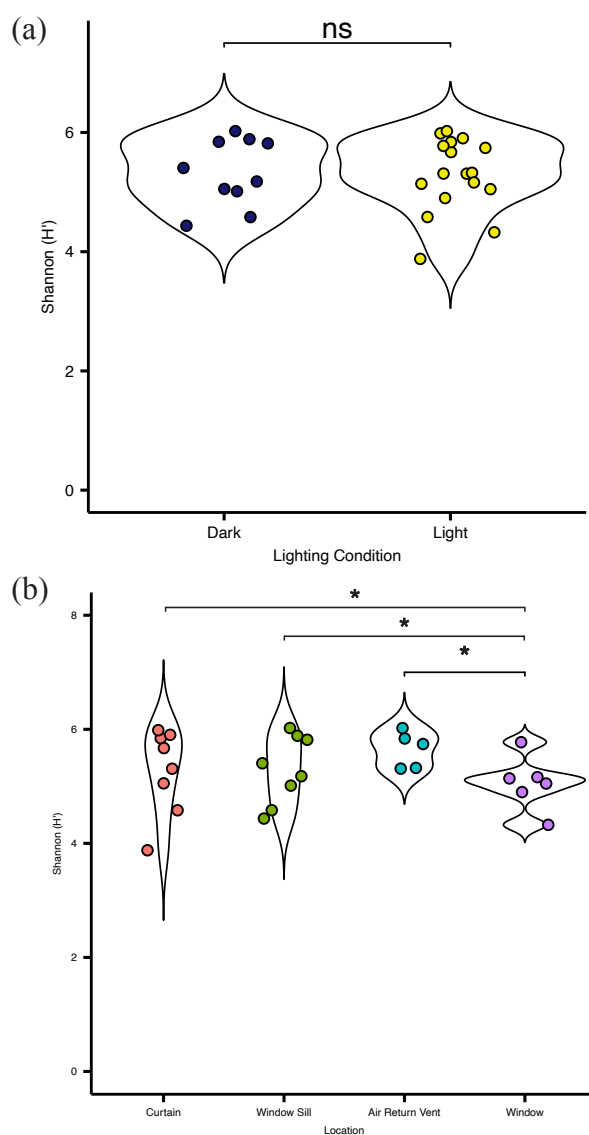 (a)
ns
6
4
2
0
Shannon (H')
Dark Light
Lighting Condition
(b)
*
*
*
8
6
4
2
0
Shannon (H')
Curtain Window Sill Air Return Vent Window
Location